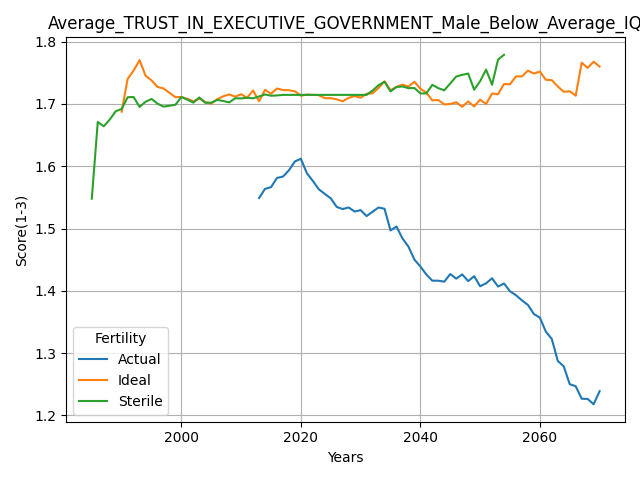 Average_TRUST_IN_EXECUTIVE_GOVERNMENT_Male_Below_Average_IQ
1.8
1.7
1.6
1.5
1.4
1.3
1.2
Score(1-3)
Fertility
Actual
Ideal
Sterile
2000 2020 2040 2060
Years